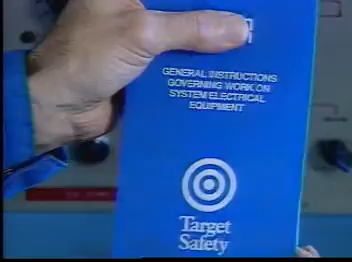 GENERAL INSTRUCTIONS
GOVERNING WORK ON
SYSTEM ELECTRICAL
EQUIPMENT
Target
Safety